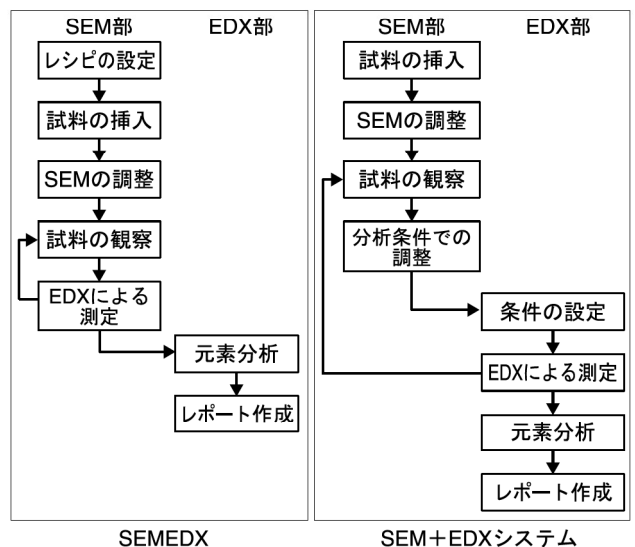 SEM部
EDX部
レシピの設定
試料の挿入
SEMの調整
試料の観察
EDXによる
測定
元素分析
レポート作成
SEMEDX
SEM部
EDX部
試料の挿入
SEMの調整
試料の観察
分析条件での
調整
条件の設定
EDXによる測定
元素分析
レポート作成
SEM+EDXシステム